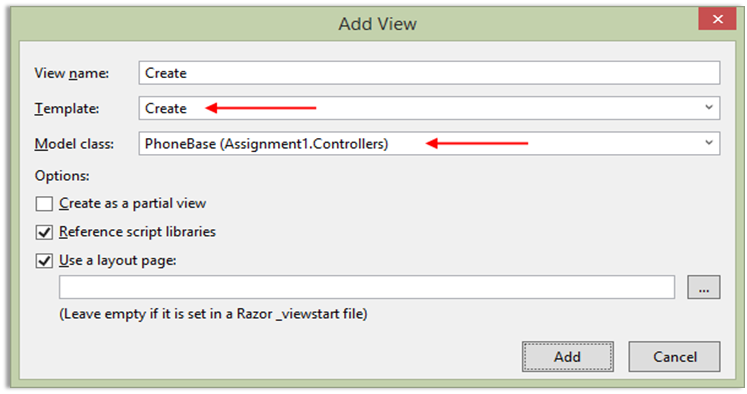 Add View
View name: Create
Template: Create
Model class: PhoneBase (Assignment1.Controllers)
Options:
Create as a partial view
Reference script libraries
Use a layout page:
...
(Leave empty if it is set in a Razor _viewstart file)
Add Cancel